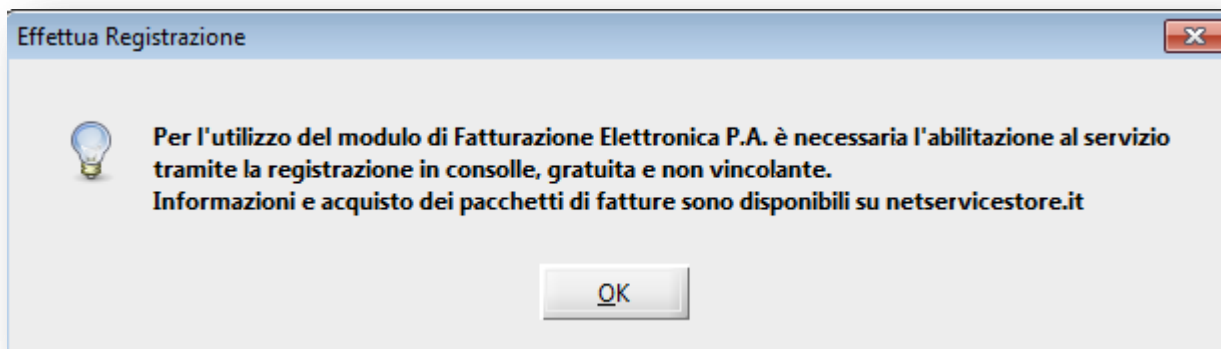 Effettua Registrazione
Per l'utilizzo del modulo di Fatturazione Elettronica P.A. è necessaria l'abilitazione al servizio
tramite la registrazione in consolle, gratuita e non vincolante.
Informazioni e acquisto dei pacchetti di fatture sono disponibili su netservicestore.it
OK